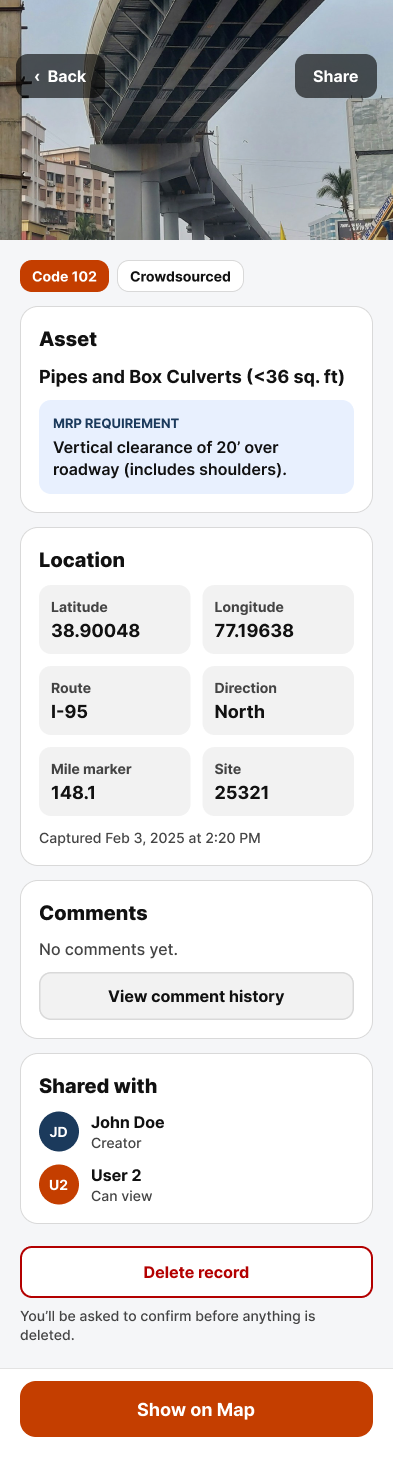 ‹ Back
Share
Code 102
Crowdsourced
Asset
Pipes and Box Culverts (<36 sq. ft)
MRP REQUIREMENT
Vertical clearance of 20’ over
roadway (includes shoulders).
Location
Latitude
38.90048
Longitude
77.19638
Route
I-95
Direction
North
Mile marker
148.1
Site
25321
Captured Feb 3, 2025 at 2:20 PM
Comments
No comments yet.
View comment history
Shared with
JD
John Doe
Creator
U2
User 2
Can view
Delete record
You’ll be asked to confirm before anything is
deleted.
Show on Map